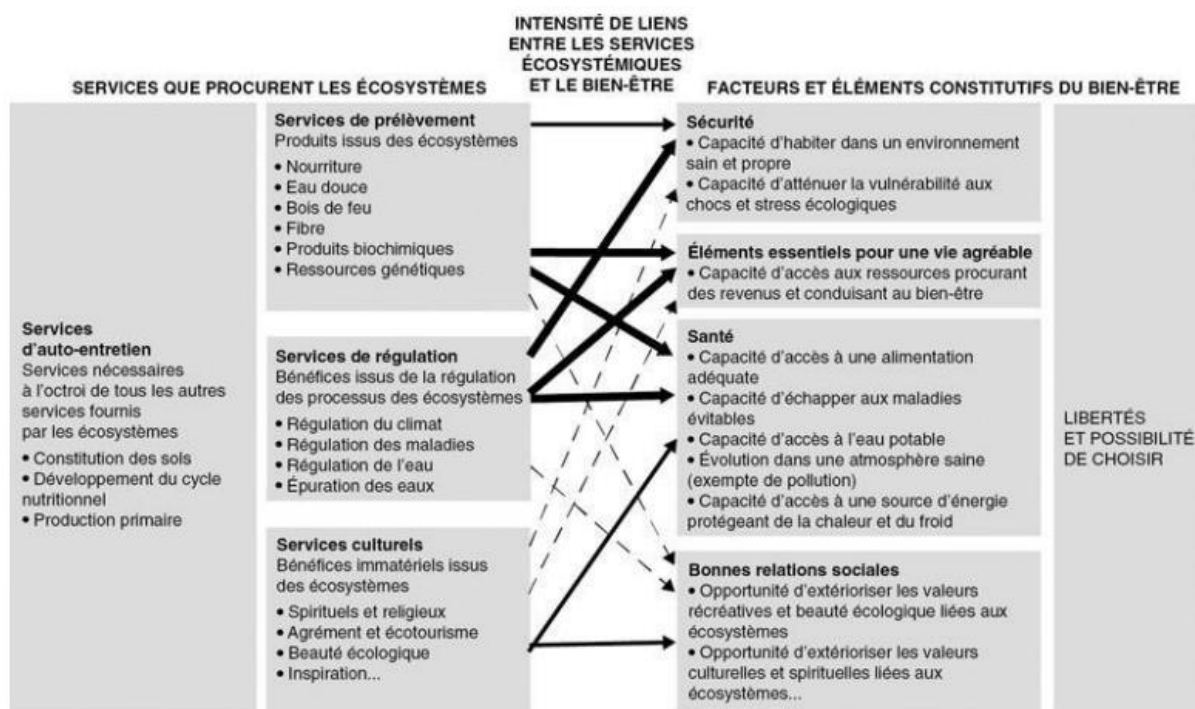 INTENSITÉ DE LIENS
ENTRE LES SERVICES
ÉCOSYSTÉMIQUES
ET LE BIEN-ÊTRE
SERVICES QUE PROCURENT LES ÉCOSYSTÈMES
FACTEURS ET ÉLÉMENTS CONSTITUTIFS DU BIEN-ÊTRE
Services
d'auto-entretien
Services nécessaires
à l'octroi de tous les autres
services fournis
par les écosystèmes
• Constitution des sols
• Développement du cycle
nutritionnel
• Production primaire
Services de prélèvement
Produits issus des écosystèmes
• Nourriture
• Eau douce
• Bois de feu
• Fibre
• Produits biochimiques
• Ressources génétiques
Services de régulation
Bénéfices issus de la régulation
des processus des écosystèmes
• Régulation du climat
• Régulation des maladies
• Régulation de l'eau
• Épuration des eaux
Services culturels
Bénéfices immatériels issus
des écosystèmes
• Spirituels et religieux
• Agrément et écotourisme
• Beauté écologique
• Inspiration...
Sécurité
• Capacité d'habiter dans un environnement
sain et propre
• Capacité d'atténuer la vulnérabilité aux
chocs et stress écologiques
Éléments essentiels pour une vie agréable
• Capacité d'accès aux ressources procurant
des revenus et conduisant au bien-être
Santé
• Capacité d'accès à une alimentation
adéquate
• Capacité d'échapper aux maladies
évitables
• Capacité d'accès à l'eau potable
• Évolution dans une atmosphère saine
(exempte de pollution)
• Capacité d'accès à une source d'énergie
protégeant de la chaleur et du froid
Bonnes relations sociales
• Opportunité d'extérioriser les valeurs
récréatives et beauté écologique liées aux
écosystèmes
• Opportunité d'extérioriser les valeurs
culturelles et spirituelles liées aux
écosystèmes...
LIBERTÉS
ET POSSIBILITÉ
DE CHOISIR